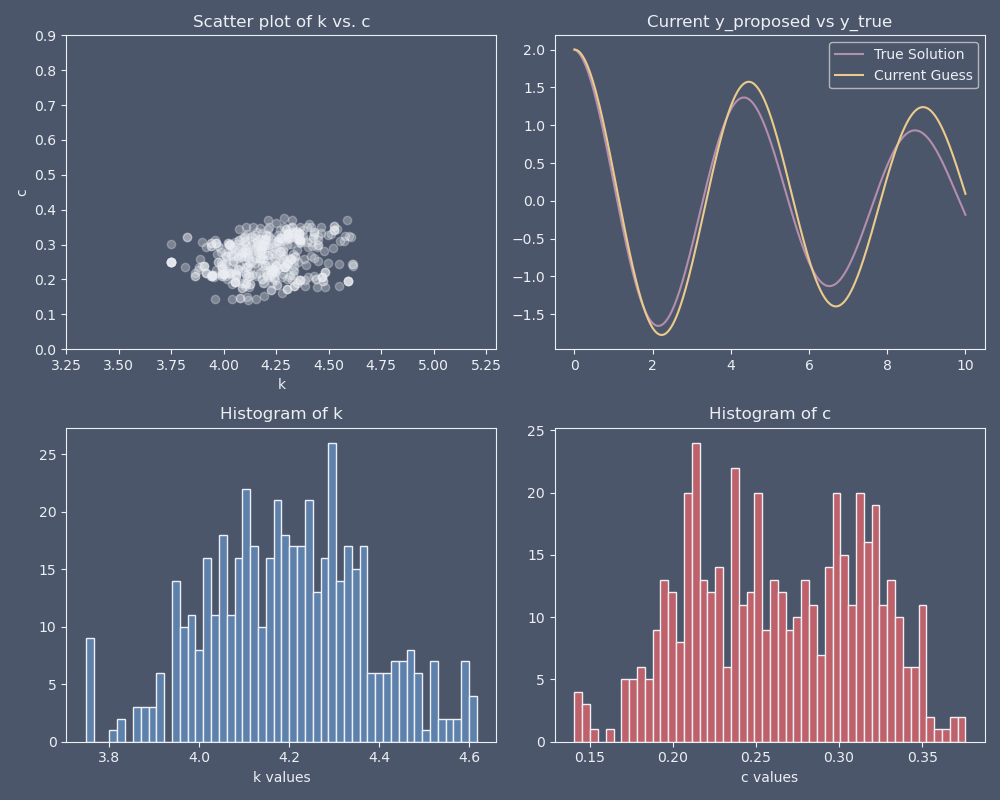 Scatter plot of k vs. c
0.9
0.8
0.7
0.6
0.5
0.4
0.3
0.2
0.1
0.0
c
3.25 3.50 3.75 4.00 4.25 4.50 4.75 5.00 5.25
k
Current y_proposed vs y_true
True Solution
Current Guess
2.0
1.5
1.0
0.5
0.0
−0.5
−1.0
−1.5
0 2 4 6 8 10
Histogram of k
25
20
15
10
5
0
3.8 4.0 4.2 4.4 4.6
k values
Histogram of c
25
20
15
10
5
0
0.15 0.20 0.25 0.30 0.35
c values